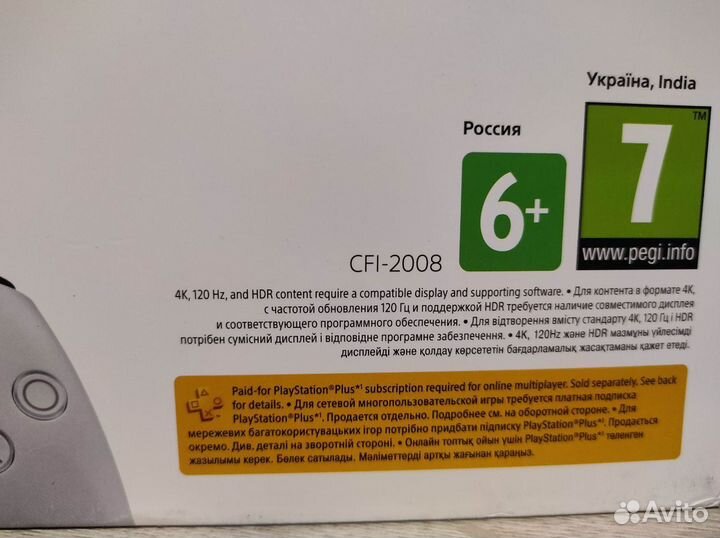 Україна, India
Россия
6+
7
TM
www.pegi.info
CFI-2008
4K, 120 Hz, and HDR content require a compatible display and supporting software. • Для контента в формате 4K,
с частотой обновления 120 Гц и поддержкой HDR требуется наличие совместимого дисплея
и соответствующего программного обеспечения. • Для відтворення вмісту стандарту 4K, 120 Гц і HDR
потрібен сумісний дисплей і відповідне програмне забезпечення. • 4K, 120Hz және HDR мазмұны үйлесімді
дисплейді және қолдау көрсететін бағдарламалық жасақтаманы қажет етеді.
Paid-for PlayStation®Plus*¹ subscription required for online multiplayer. Sold separately. See back
for details. • Для сетевой многопользовательской игры требуется платная подписка
PlayStation®Plus*¹. Продается отдельно. Подробнее см. на оборотной стороне. • Для
мережевих багатокористувацьких ігор потрібно придбати підписку PlayStation®Plus*¹. Продається
окремо. Див. деталі на зворотній стороні. • Онлайн топтық ойын үшін PlayStation®Plus*¹ төленген
жазылымы керек. Бөлек сатылады. Мәліметтерді артқы жағынан қараңыз.
Avito